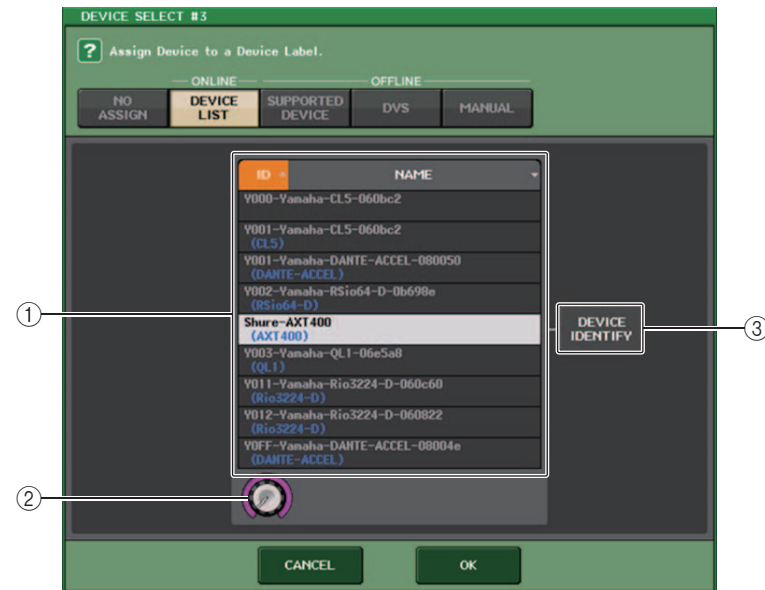 DEVICE SELECT #3
? Assign Device to a Device Label.
ONLINE OFFLINE
NO ASSIGN DEVICE LIST SUPPORTED DEVICE DVS MANUAL
ID NAME
Y000-Yamaha-CL5-060bc2
Y001-Yamaha-CL5-060bc2
(CL5)
Y001-Yamaha-DANTE-ACCEL-080050
(DANTE-ACCEL)
Y002-Yamaha-RSio64-D-0b698e
(RSio64-D)
Shure-AXT400
(AXT400)
Y003-Yamaha-QL1-06e5a8
(QL1)
Y011-Yamaha-Rio3224-D-060c60
(Rio3224-D)
Y012-Yamaha-Rio3224-D-060822
(Rio3224-D)
Y0FF-Yamaha-DANTE-ACCEL-08004e
(DANTE-ACCEL)
DEVICE
IDENTIFY
1
3
2
CANCEL OK